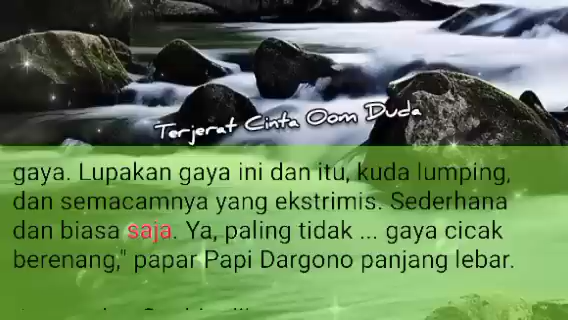 Terjerat Cinta Oom Duda
gaya. Lupakan gaya ini dan itu, kuda lumping,
dan semacamnya yang ekstrimis. Sederhana
dan biasa saja. Ya, paling tidak ... gaya cicak
berenang," papar Papi Dargono panjang lebar.